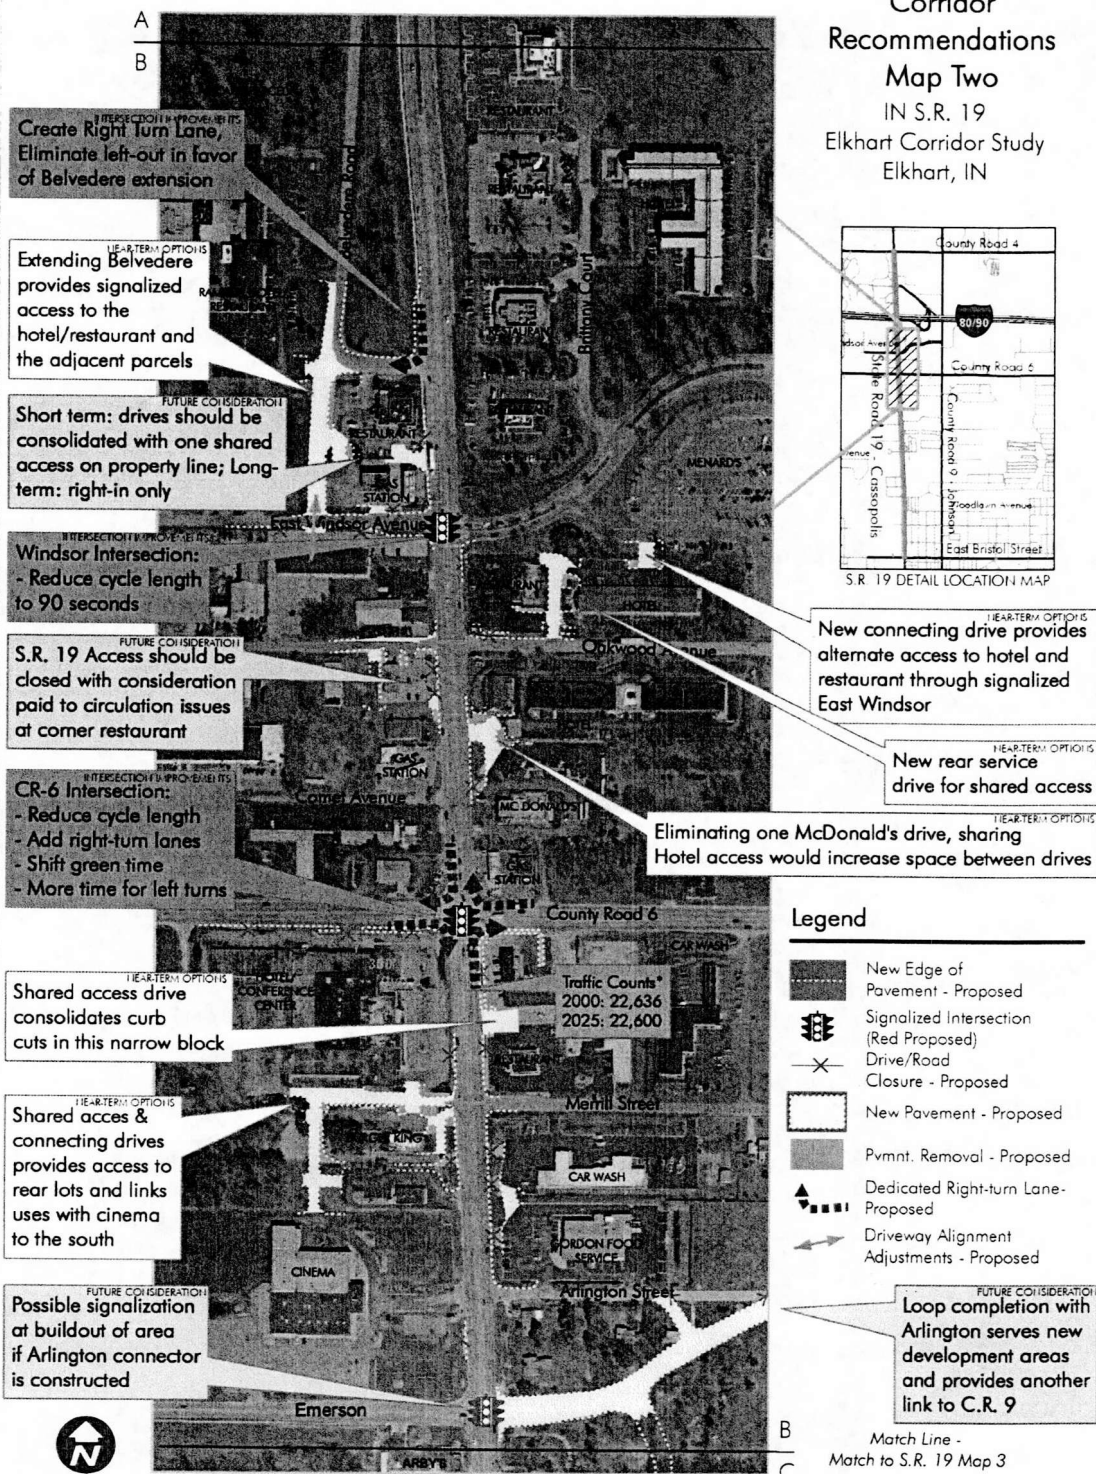 Corridor
Recommendations
Map Two
IN S.R. 19
Elkhart Corridor Study
Elkhart, IN
A
B
INTERSECTION IMPROVEMENTS
Create Right Turn Lane,
Eliminate left-out in favor
of Belvedere extension
NEAR-TERM OPTIONS
Extending Belvedere
provides signalized
access to the
hotel/restaurant and
the adjacent parcels
FUTURE CONSIDERATION
Short term: drives should be
consolidated with one shared
access on property line; Long-
term: right-in only
INTERSECTION IMPROVEMENTS
Windsor Intersection:
- Reduce cycle length
to 90 seconds
FUTURE CONSIDERATION
S.R. 19 Access should be
closed with consideration
paid to circulation issues
at corner restaurant
INTERSECTION IMPROVEMENTS
CR-6 Intersection:
- Reduce cycle length
- Add right-turn lanes
- Shift green time
- More time for left turns
NEAR-TERM OPTIONS
Shared access drive
consolidates curb
cuts in this narrow block
NEAR-TERM OPTIONS
Shared acces &
connecting drives
provides access to
rear lots and links
uses with cinema
to the south
FUTURE CONSIDERATION
Possible signalization
at buildout of area
if Arlington connector
is constructed
N
RESTAURANT
RESTAURANT
Belvedere Road
Brittany Court
RESTAURANT
RESTAURANT
RESTAURANT
GAS
STATION
MENARD'S
East Windsor Avenue
HOTEL
Oakwood Avenue
HOTEL
GAS
STATION
MC DONALD'S
Comet Avenue
GAS
STATION
County Road 6
CAR WASH
HOTEL/
CONFERENCE
CENTER
Traffic Counts*
2000: 22,636
2025: 22,600
RESTAURANT
Merrill Street
BURGER KING
CAR WASH
GORDON FOOD
SERVICE
CINEMA
Arlington Street
Emerson
ARBY'S
County Road 4
80/90
County Road 6
State Road 19 - Cassopolis
County Road 9 - Johnson
Woodlawn Avenue
East Bristol Street
S.R. 19 DETAIL LOCATION MAP
NEAR-TERM OPTIONS
New connecting drive provides
alternate access to hotel and
restaurant through signalized
East Windsor
NEAR-TERM OPTIONS
New rear service
drive for shared access
NEAR-TERM OPTIONS
Eliminating one McDonald's drive, sharing
Hotel access would increase space between drives
Legend
New Edge of
Pavement - Proposed
Signalized Intersection
(Red Proposed)
Drive/Road
Closure - Proposed
New Pavement - Proposed
Pvmnt. Removal - Proposed
Dedicated Right-turn Lane-
Proposed
Driveway Alignment
Adjustments - Proposed
FUTURE CONSIDERATION
Loop completion with
Arlington serves new
development areas
and provides another
link to C.R. 9
B
C
Match Line -
Match to S.R. 19 Map 3